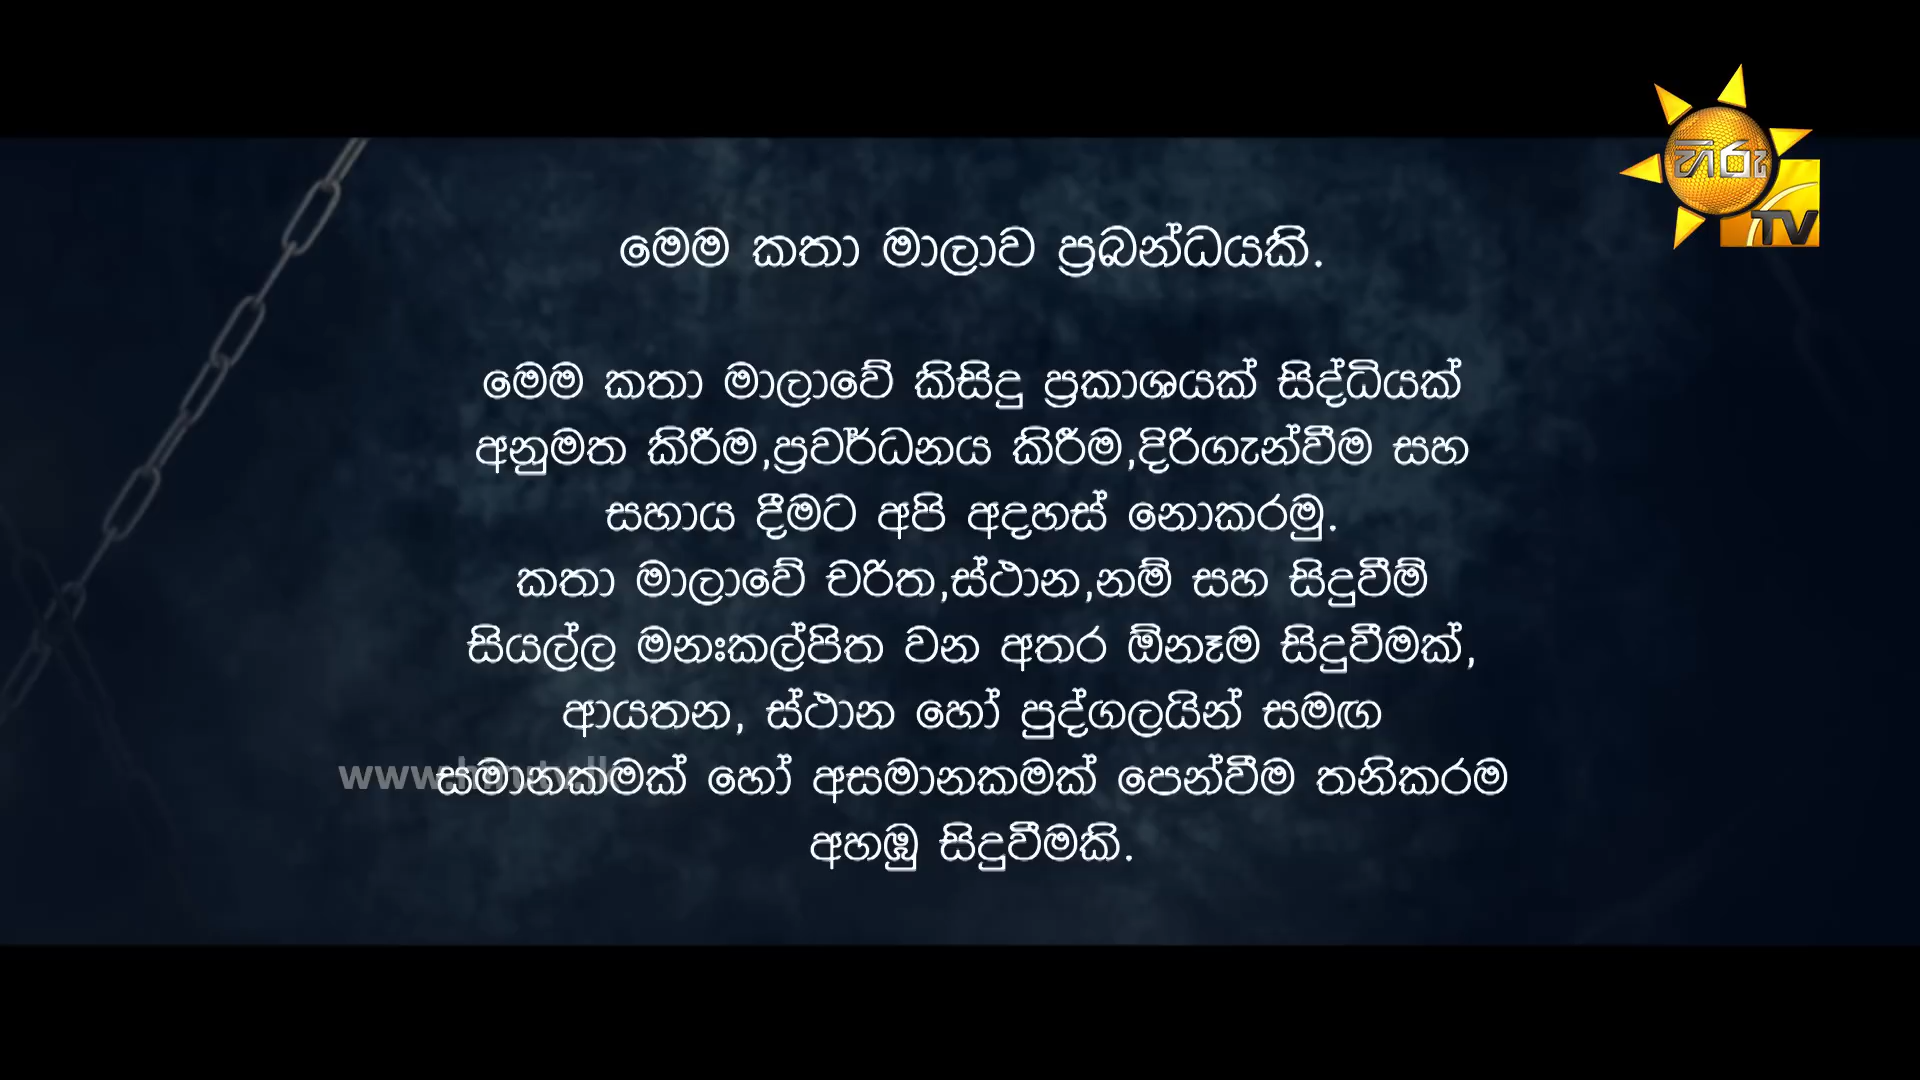 හිරු
TV
මෙම කතා මාලාව ප්‍රබන්ධයකි.
මෙම කතා මාලාවේ කිසිදු ප්‍රකාශයක් සිද්ධියක්
අනුමත කිරීම,ප්‍රවර්ධනය කිරීම,දිරිගැන්වීම සහ
සහාය දීමට අපි අදහස් නොකරමු.
කතා මාලාවේ චරිත,ස්ථාන,නම් සහ සිදුවීම්
සියල්ල මනඃකල්පිත වන අතර ඕනෑම සිදුවීමක්,
ආයතන, ස්ථාන හෝ පුද්ගලයින් සමඟ
සමානකමක් හෝ අසමානකමක් පෙන්වීම තනිකරම
අහඹු සිදුවීමකි.